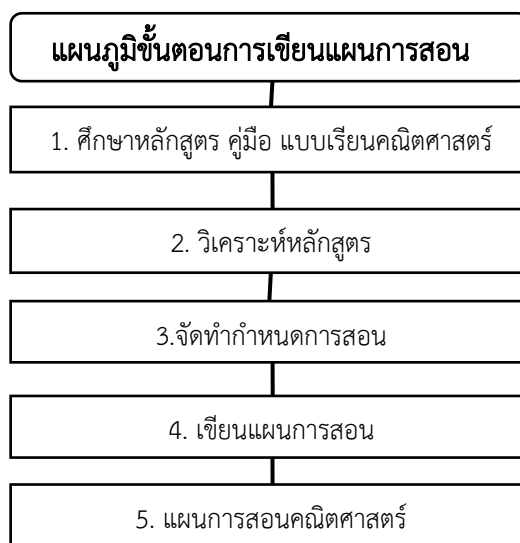 แผนภูมิขั้นตอนการเขียนแผนการสอน
1. ศึกษาหลักสูตร คู่มือ แบบเรียนคณิตศาสตร์
2. วิเคราะห์หลักสูตร
3.จัดทำกำหนดการสอน
4. เขียนแผนการสอน
5. แผนการสอนคณิตศาสตร์